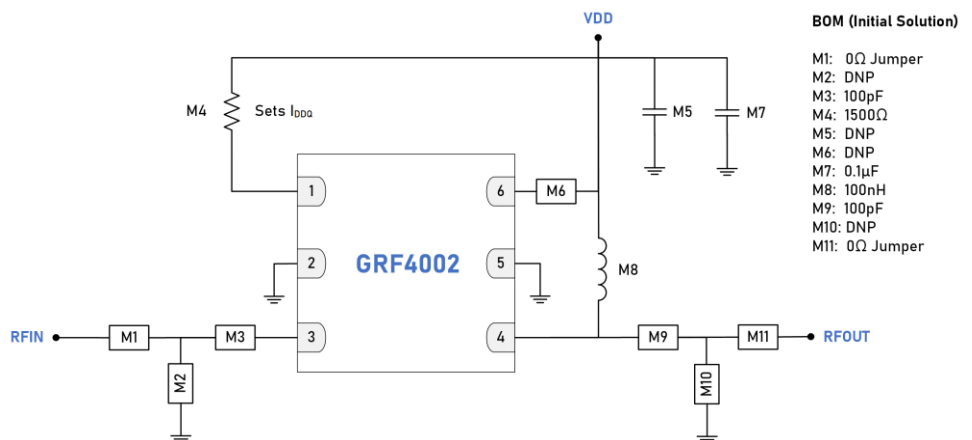 VDD
BOM (Initial Solution)
M1: 0Ω Jumper
M2: DNP
M3: 100pF
M4: 1500Ω
M5: DNP
M6: DNP
M7: 0.1µF
M8: 100nH
M9: 100pF
M10: DNP
M11: 0Ω Jumper
M4 Sets IDDQ
M5
M7
1
6
M6
2
GRF4002
5
M8
RFIN
M1
M3
3
4
M9
M11
RFOUT
M2
M10